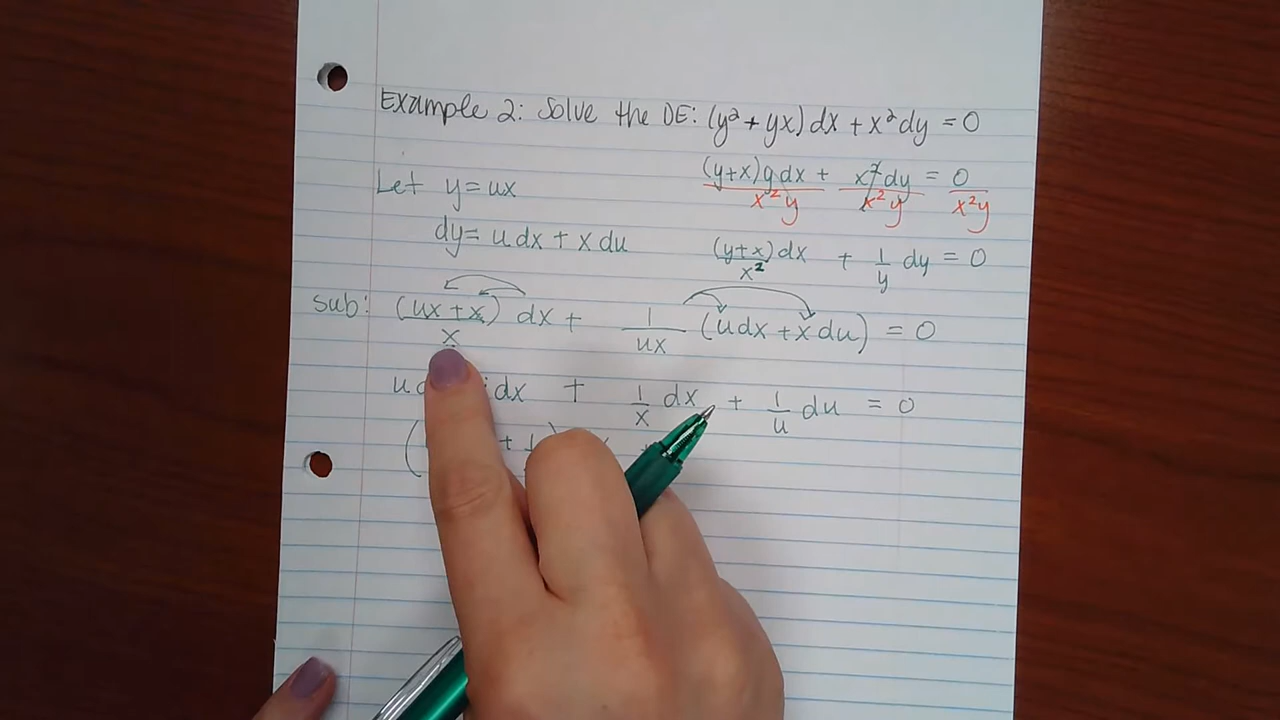 Example 2: Solve the DE: (y² + yx) dx + x² dy = 0
Let y = ux
(y+x)y dx / x²y + x² dy / x²y = 0 / x²y
dy = u dx + x du
(y+x)/x² dx + 1/y dy = 0
Sub: (ux + x)/x dx + 1/ux (u dx + x du) = 0
dx + 1/x dx + 1/u du = 0